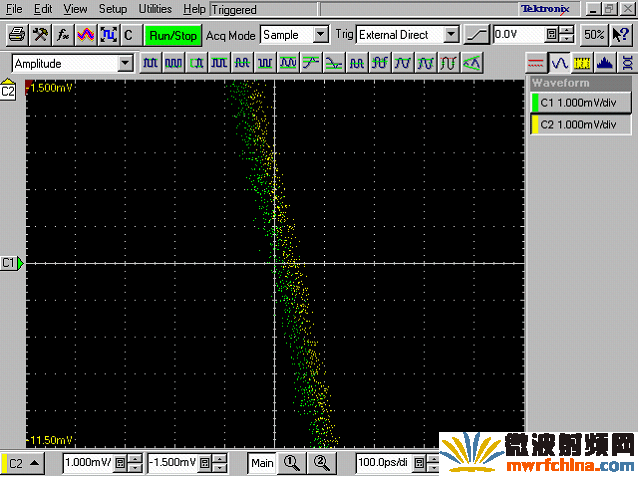 File Edit View Setup Utilities Help Triggered Tektronix
C Run/Stop Acq Mode Sample Trig External Direct 0.0V 50% ?
Amplitude
Waveform
C1 1.000mV/div
C2 1.000mV/div
C2
-1.500mV
C1
-11.50mV
C2 1.000mV/ -1.500mV Main 1 2 100.0ps/di
微波射频网
mwrfchina.com